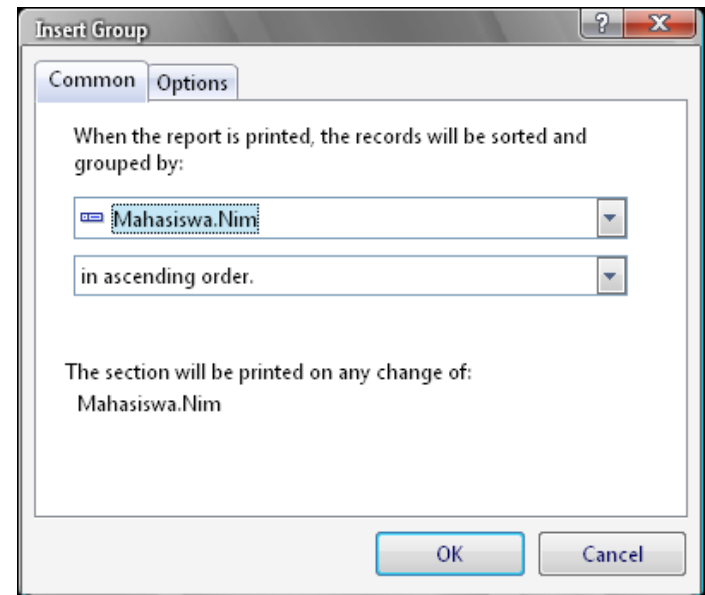 Insert Group
?
X
Common
Options
When the report is printed, the records will be sorted and
grouped by:
Mahasiswa.Nim
in ascending order.
The section will be printed on any change of:
Mahasiswa.Nim
OK
Cancel